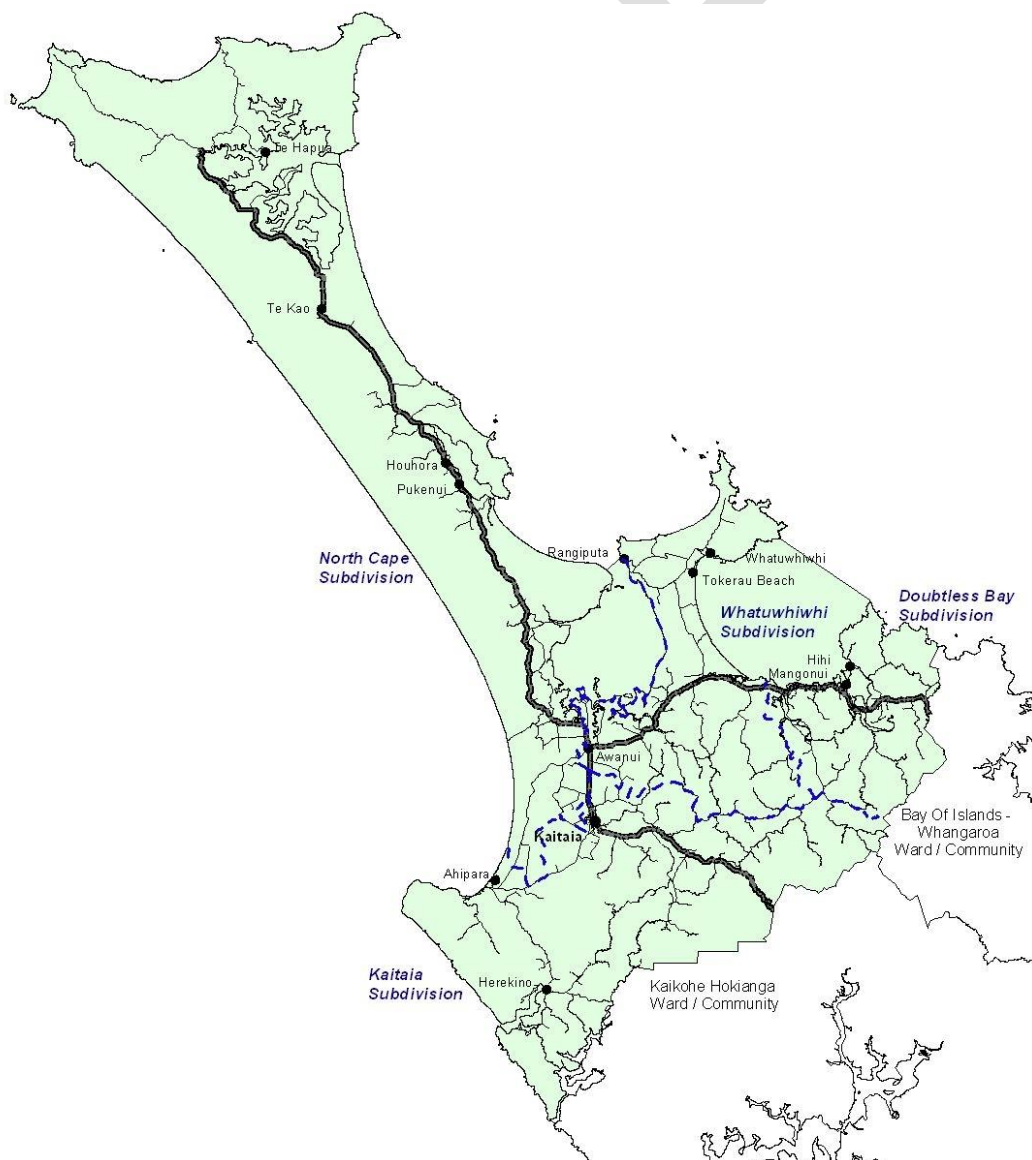 Te Hapua
Te Kao
Houhora
Pukenui
North Cape
Subdivision
Rangiputa
Whatuwhiwhi
Tokerau Beach
Whatuwhiwhi
Subdivision
Doubtless Bay
Subdivision
Hihi
Mangonui
Awanui
Kaitaia
Bay Of Islands -
Whangaroa
Ward / Community
Ahipara
Kaitaia
Subdivision
Herekino
Kaikohe Hokianga
Ward / Community